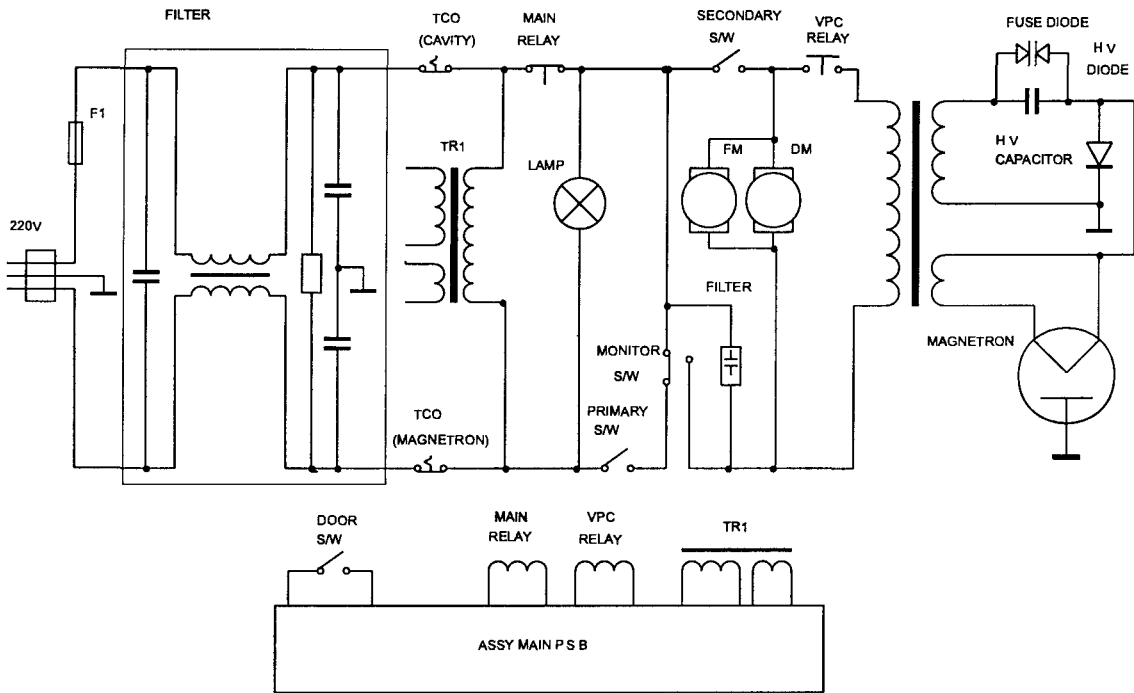 FILTER
TCO
(CAVITY)
MAIN
RELAY
SECONDARY
S/W
VPC
RELAY
FUSE DIODE
H V
DIODE
F1
TR1
LAMP
FM
DM
H V
CAPACITOR
220V
FILTER
MONITOR
S/W
MAGNETRON
TCO
(MAGNETRON)
PRIMARY
S/W
DOOR
S/W
MAIN
RELAY
VPC
RELAY
TR1
ASSY MAIN P S B